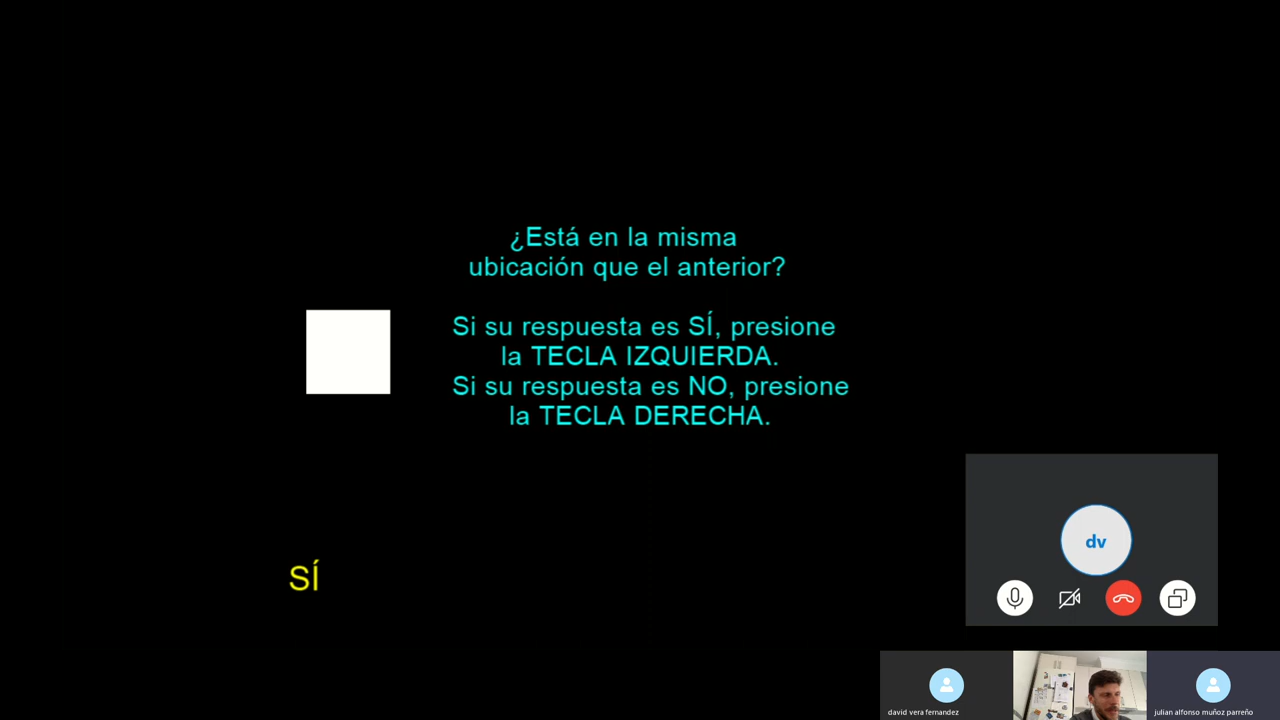 ¿Está en la misma
ubicación que el anterior?
Si su respuesta es SÍ, presione
la TECLA IZQUIERDA.
Si su respuesta es NO, presione
la TECLA DERECHA.
SÍ
dv
david vera fernandez
julian alfonso muñoz parreño